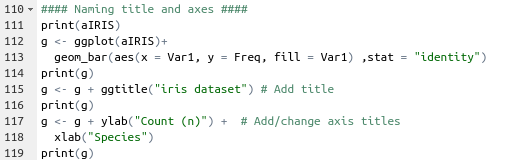 110 #### Naming title and axes ####
111 print(aIRIS)
112 g <- ggplot(aIRIS)+
113   geom_bar(aes(x = Var1, y = Freq, fill = Var1) ,stat = "identity")
114 print(g)
115 g <- g + ggtitle("iris dataset") # Add title
116 print(g)
117 g <- g + ylab("Count (n)") +  # Add/change axis titles
118   xlab("Species")
119 print(g)